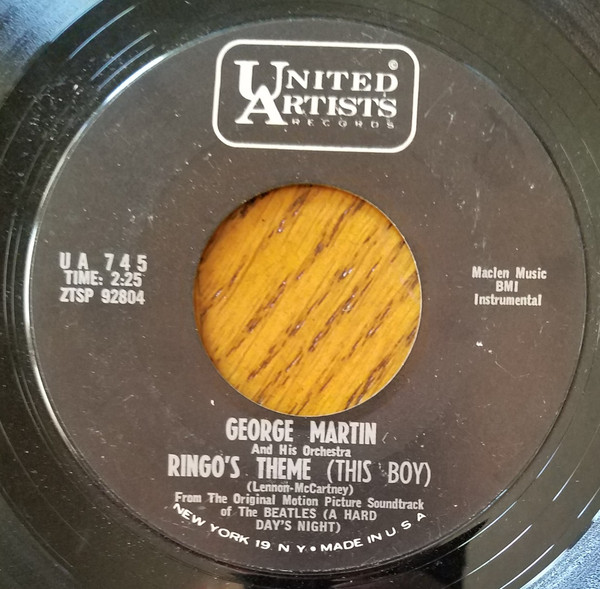 ©
UNITED
ARTISTS
RECORDS
UA 745
TIME: 2:25
ZTSP 92804
Maclen Music
BMI
Instrumental
GEORGE MARTIN
And His Orchestra
RINGO'S THEME (THIS BOY)
(Lennon-McCartney)
From The Original Motion Picture Soundtrack
of The BEATLES (A HARD
DAY'S NIGHT)
NEW YORK 19, N Y • MADE IN U S A